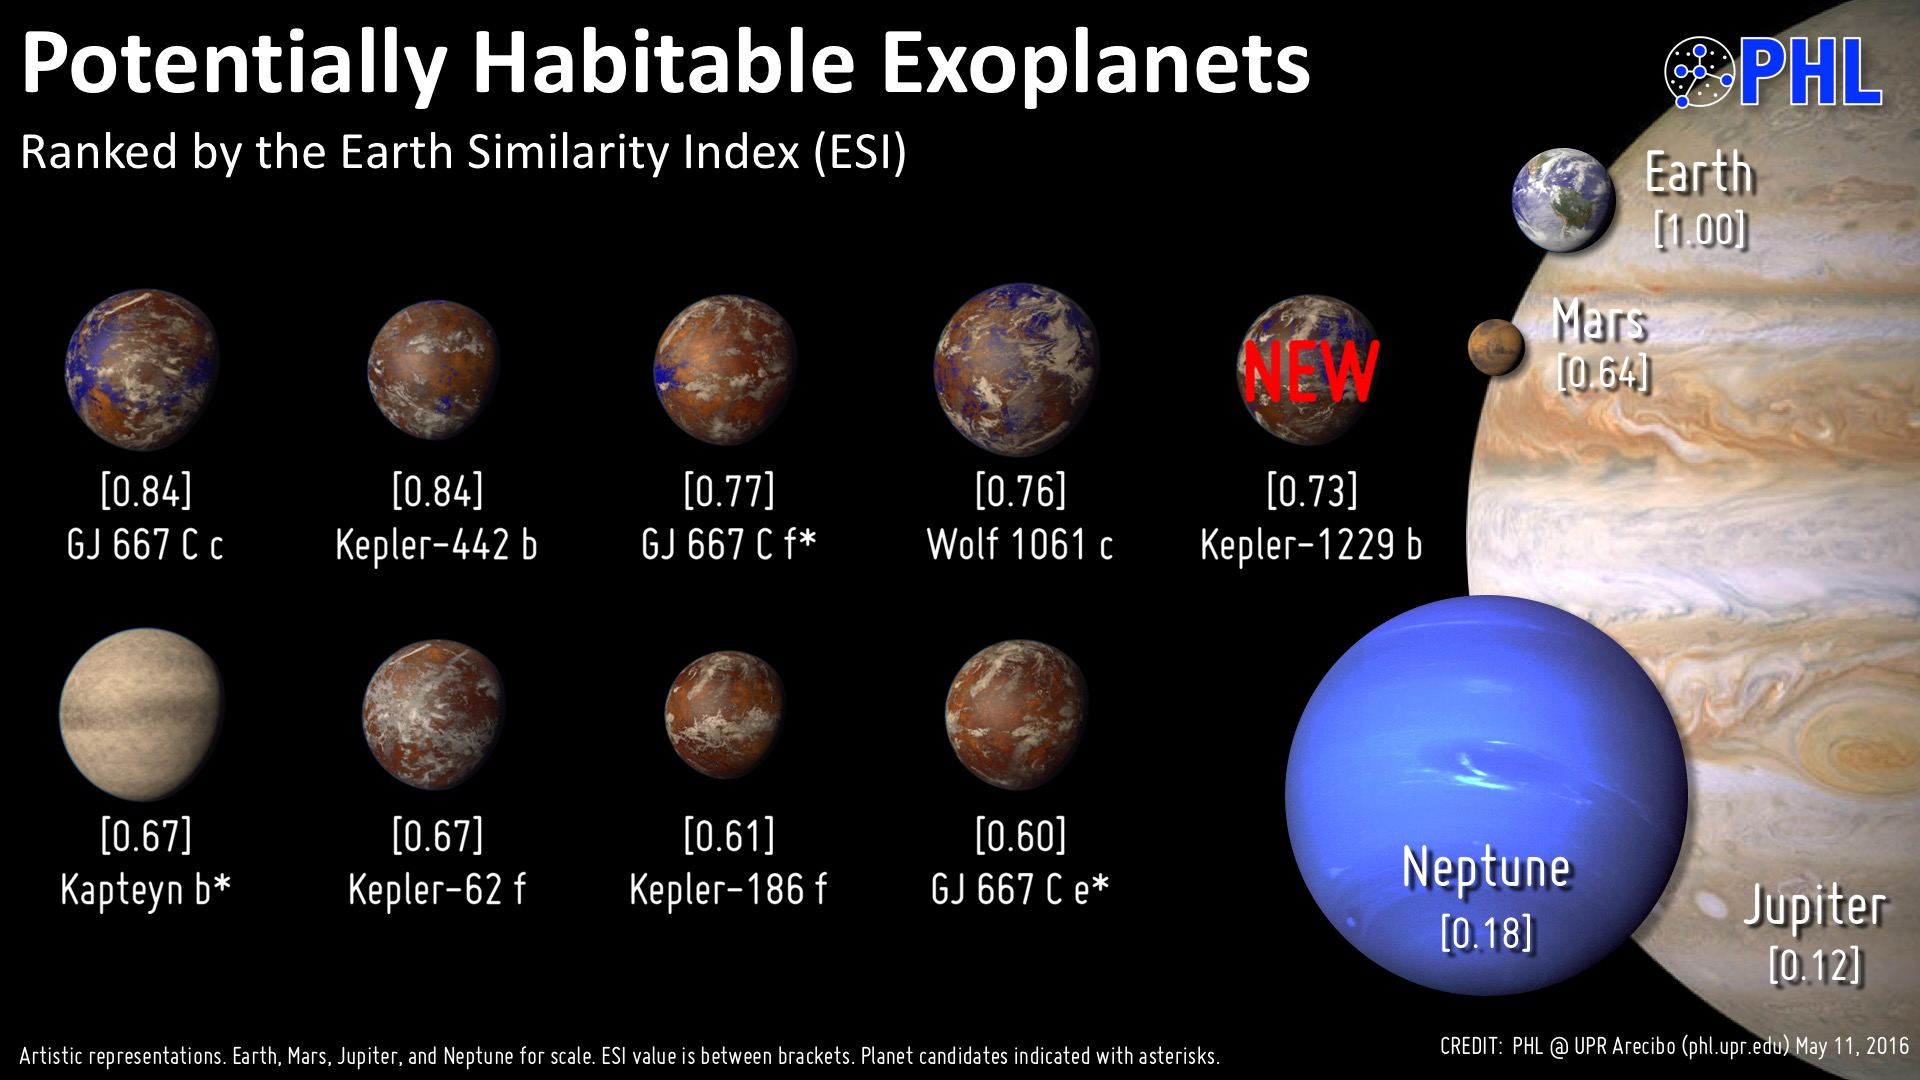 Potentially Habitable Exoplanets
Ranked by the Earth Similarity Index (ESI)
PHL
Earth
[1.00]
Mars
[0.64]
NEW
[0.84]
GJ 667 C c
[0.84]
Kepler-442 b
[0.77]
GJ 667 C f*
[0.76]
Wolf 1061 c
[0.73]
Kepler-1229 b
[0.67]
Kapteyn b*
[0.67]
Kepler-62 f
[0.61]
Kepler-186 f
[0.60]
GJ 667 C e*
Neptune
[0.18]
Jupiter
[0.12]
Artistic representations. Earth, Mars, Jupiter, and Neptune for scale. ESI value is between brackets. Planet candidates indicated with asterisks.
CREDIT: PHL @ UPR Arecibo (phl.upr.edu) May 11, 2016